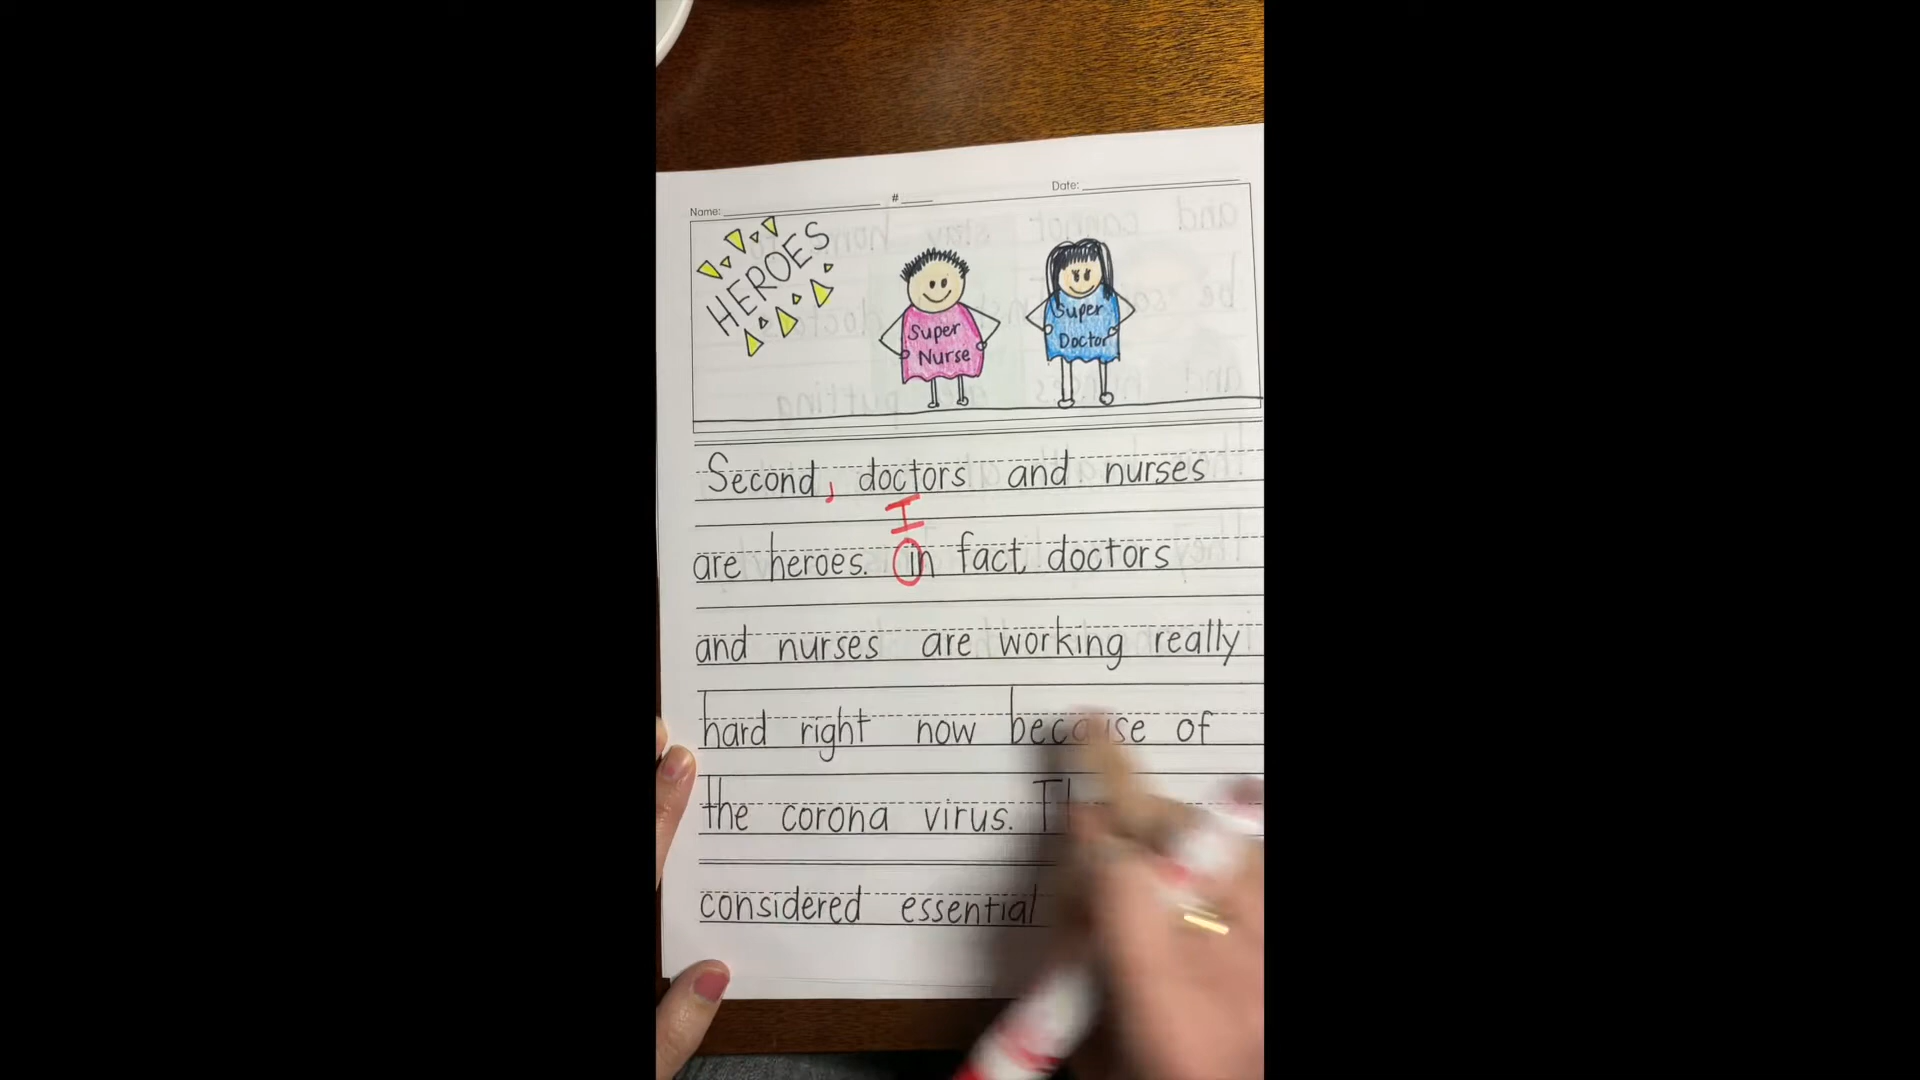 Name: # Date:
HEROES
Super
Nurse
Super
Doctor
Second, doctors and nurses
I
are heroes. in fact, doctors
and nurses are working really
hard right now because of
the corona virus.
considered essential